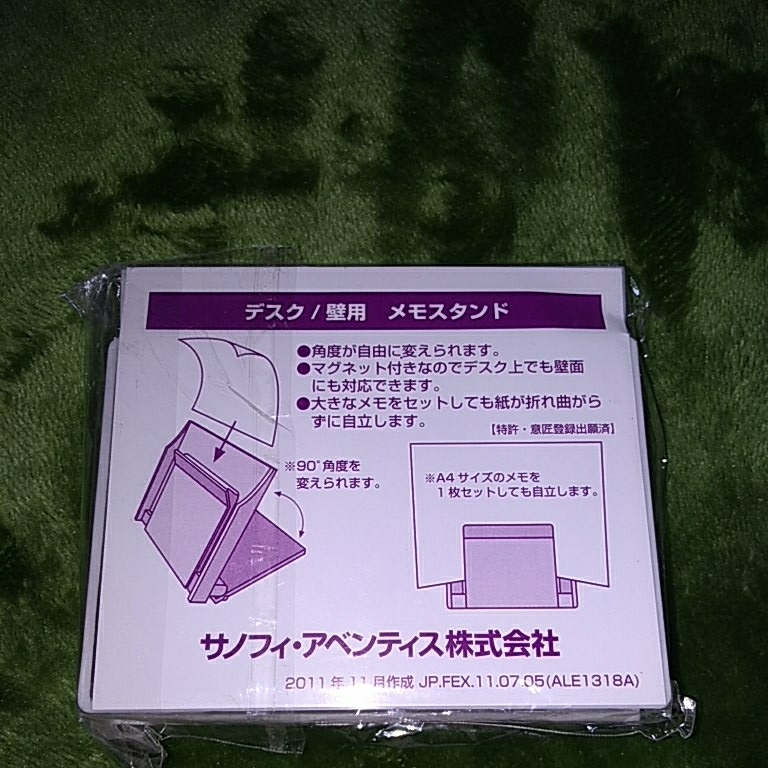 デスク/壁用 メモスタンド
●角度が自由に変えられます。
●マグネット付きなのでデスク上でも壁面
にも対応できます。
●大きなメモをセットしても紙が折れ曲がら
ずに自立します。
【特許・意匠登録出願済】
※90°角度を
変えられます。
※A4サイズのメモを
1枚セットしても自立します。
サノフィ・アベンティス株式会社
2011年11月作成 JP.FEX.11.07.05(ALE1318A)